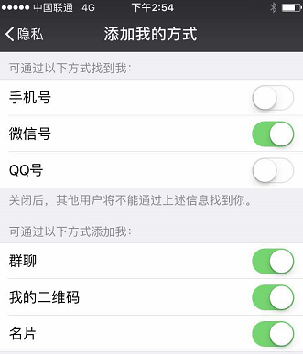 中国联通 4G 下午2:54
隐私 添加我的方式
可通过以下方式找到我:
手机号
微信号
QQ号
关闭后，其他用户将不能通过上述信息找到你。
可通过以下方式添加我:
群聊
我的二维码
名片